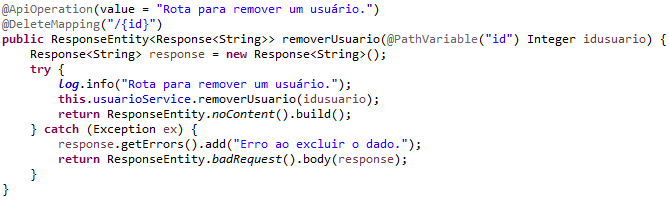 @ApiOperation(value = "Rota para remover um usuário.")
@DeleteMapping("/{id}")
public ResponseEntity<Response<String>> removerUsuario(@PathVariable("id") Integer idusuario) {
    Response<String> response = new Response<String>();
    try {
        log.info("Rota para remover um usuário.");
        this.usuarioService.removerUsuario(idusuario);
        return ResponseEntity.noContent().build();
    } catch (Exception ex) {
        response.getErrors().add("Erro ao excluir o dado.");
        return ResponseEntity.badRequest().body(response);
    }
}